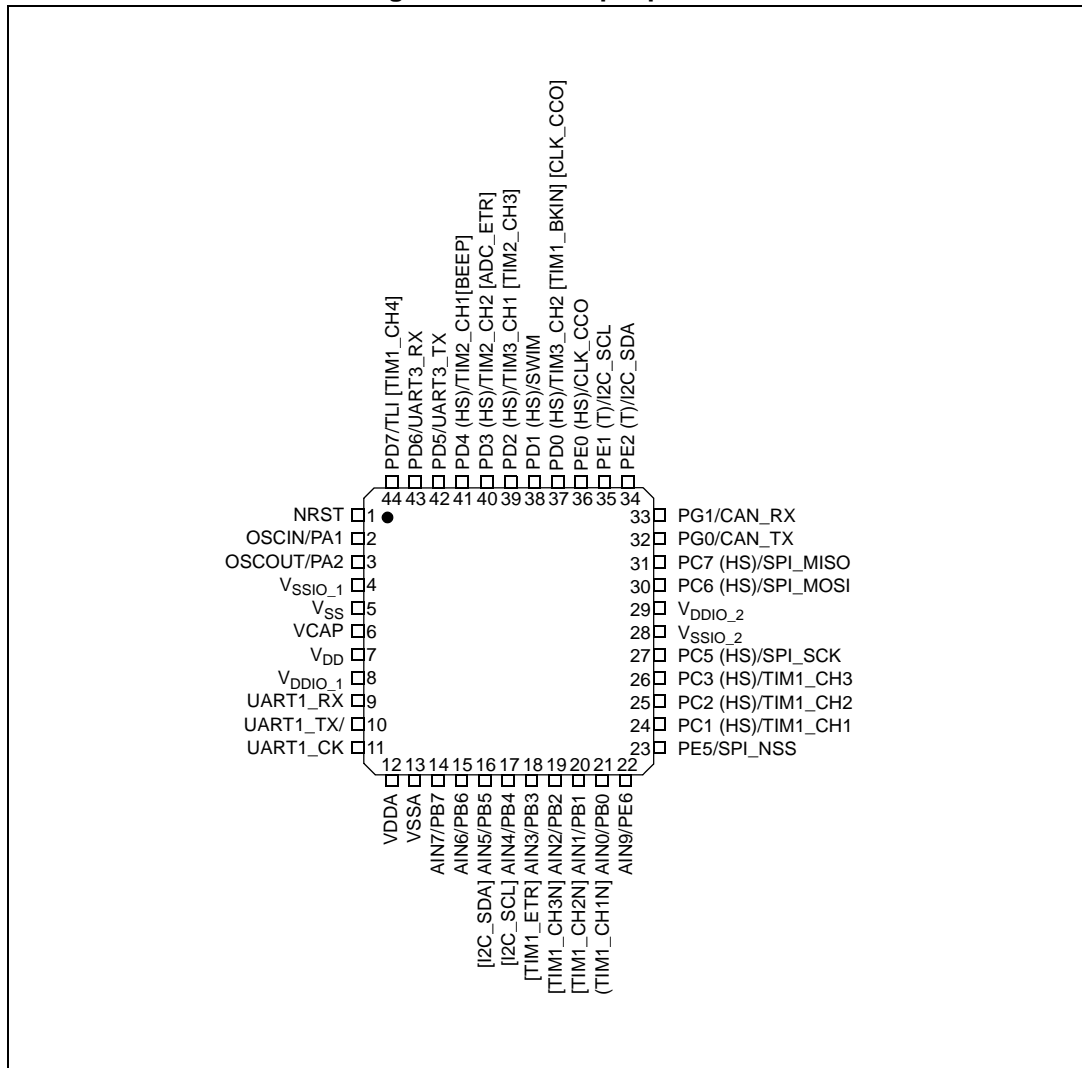 PD7/TLI [TIM1_CH4]
PD6/UART3_RX
PD5/UART3_TX
PD4 (HS)/TIM2_CH1[BEEP]
PD3 (HS)/TIM2_CH2 [ADC_ETR]
PD2 (HS)/TIM3_CH1 [TIM2_CH3]
PD1 (HS)/SWIM
PD0 (HS)/TIM3_CH2 [TIM1_BKIN] [CLK_CCO]
PE0 (HS)/CLK_CCO
PE1 (T)/I2C_SCL
PE2 (T)/I2C_SDA
44 43 42 41 40 39 38 37 36 35 34
NRST 1
OSCIN/PA1 2
OSCOUT/PA2 3
VSSIO_1 4
VSS 5
VCAP 6
VDD 7
VDDIO_1 8
UART1_RX 9
UART1_TX/ 10
UART1_CK 11
33 PG1/CAN_RX
32 PG0/CAN_TX
31 PC7 (HS)/SPI_MISO
30 PC6 (HS)/SPI_MOSI
29 VDDIO_2
28 VSSIO_2
27 PC5 (HS)/SPI_SCK
26 PC3 (HS)/TIM1_CH3
25 PC2 (HS)/TIM1_CH2
24 PC1 (HS)/TIM1_CH1
23 PE5/SPI_NSS
12 13 14 15 16 17 18 19 20 21 22
VDDA
VSSA
AIN7/PB7
AIN6/PB6
[I2C_SDA] AIN5/PB5
[I2C_SCL] AIN4/PB4
[TIM1_ETR] AIN3/PB3
[TIM1_CH3N] AIN2/PB2
[TIM1_CH2N] AIN1/PB1
(TIM1_CH1N] AIN0/PB0
AIN9/PE6